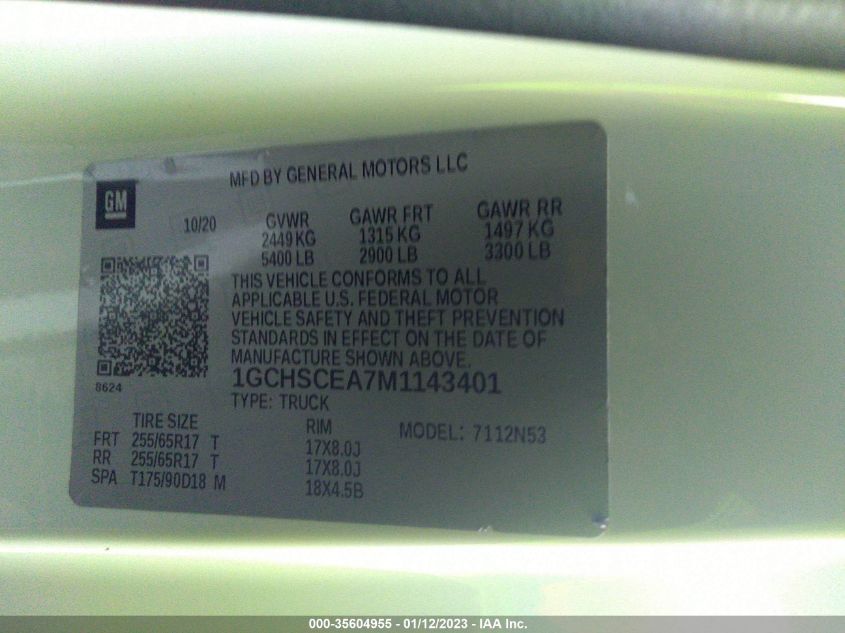 MFD BY GENERAL MOTORS LLC
GM
10/20 GVWR GAWR FRT GAWR RR
2449 KG 1315 KG 1497 KG
5400 LB 2900 LB 3300 LB
THIS VEHICLE CONFORMS TO ALL
APPLICABLE U.S. FEDERAL MOTOR
VEHICLE SAFETY AND THEFT PREVENTION
STANDARDS IN EFFECT ON THE DATE OF
MANUFACTURE SHOWN ABOVE.
8624
1GCHSCEA7M1143401
TYPE: TRUCK
TIRE SIZE RIM MODEL: 7112N53
FRT 255/65R17 T 17X8.0J
RR 255/65R17 T 17X8.0J
SPA T175/90D18 M 18X4.5B
000-35604955 - 01/12/2023 - IAA Inc.